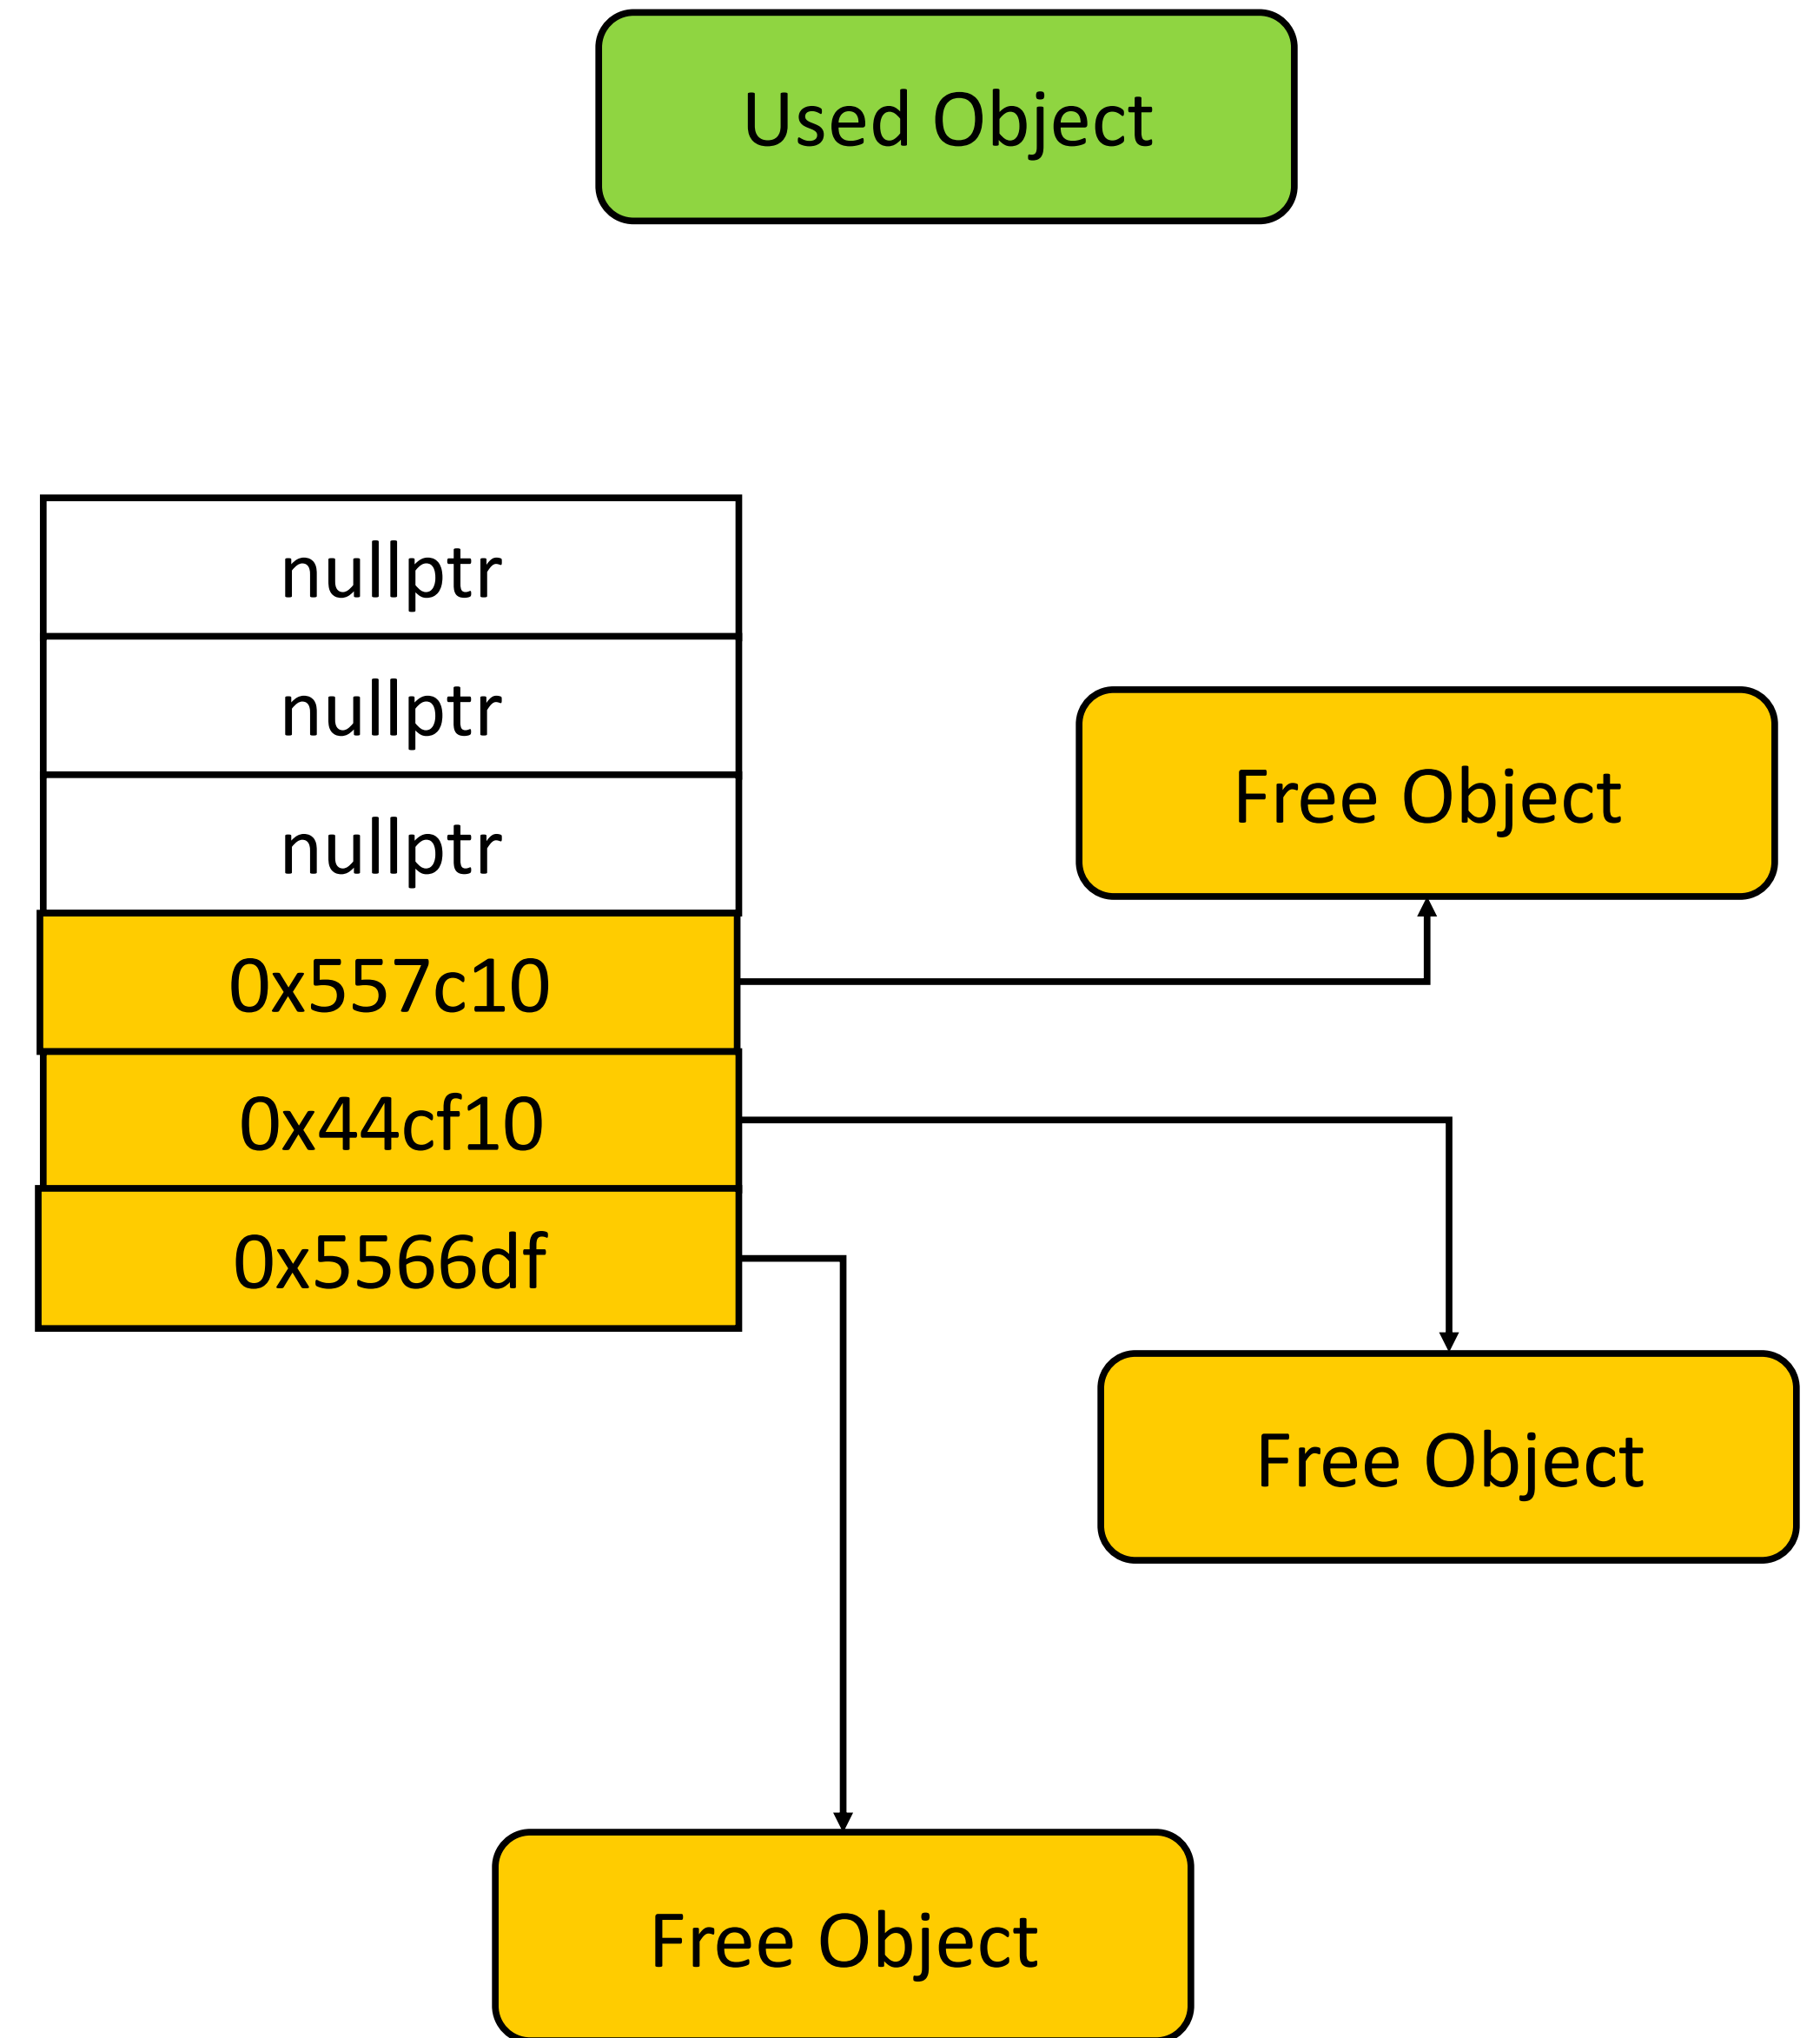 Used Object
nullptr
nullptr
nullptr
Free Object
0x557c10
0x44cf10
0x5566df
Free Object
Free Object